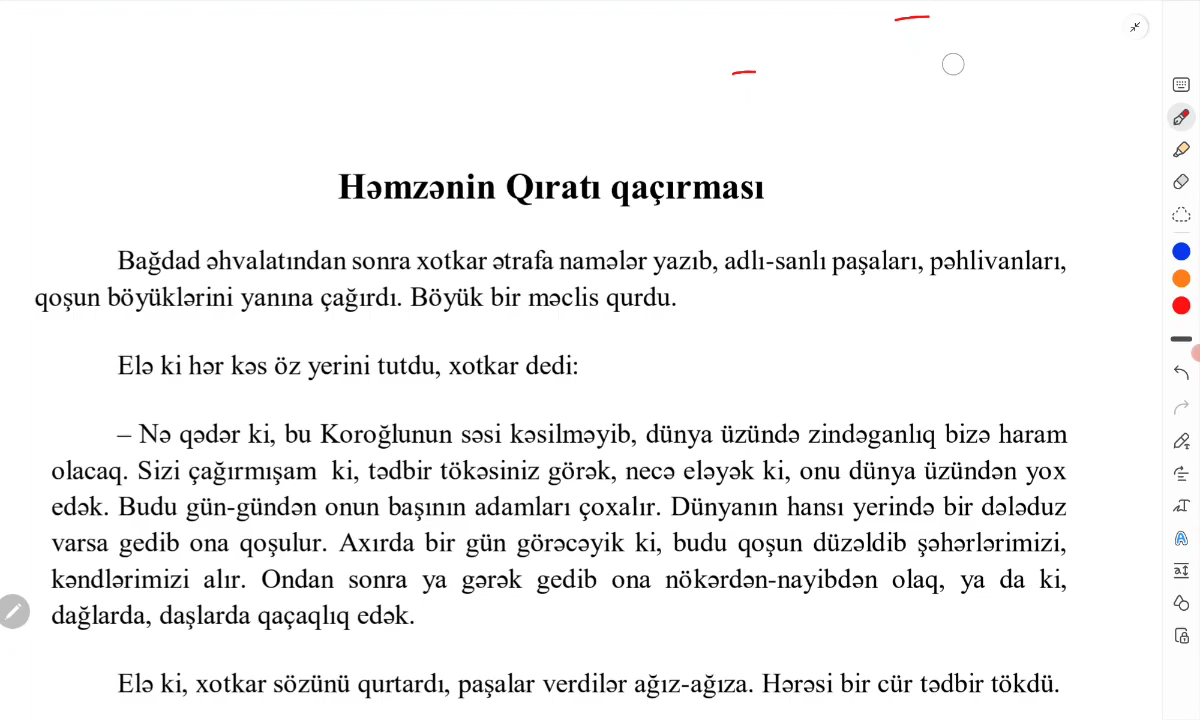 Həmzənin Qıratı qaçırması
Bağdad əhvalatından sonra xotkar ətrafa namələr yazıb, adlı-sanlı paşaları, pəhlivanları,
qoşun böyüklərini yanına çağırdı. Böyük bir məclis qurdu.
Elə ki hər kəs öz yerini tutdu, xotkar dedi:
– Nə qədər ki, bu Koroğlunun səsi kəsilməyib, dünya üzündə zindəganlıq bizə haram
olacaq. Sizi çağırmışam ki, tədbir tökəsiniz görək, necə eləyək ki, onu dünya üzündən yox
edək. Budu gün-gündən onun başının adamları çoxalır. Dünyanın hansı yerində bir dələduz
varsa gedib ona qoşulur. Axırda bir gün görəcəyik ki, budu qoşun düzəldib şəhərlərimizi,
kəndlərimizi alır. Ondan sonra ya gərək gedib ona nökərdən-nayibdən olaq, ya da ki,
dağlarda, daşlarda qaçaqlıq edək.
Elə ki, xotkar sözünü qurtardı, paşalar verdilər ağız-ağıza. Hərəsi bir cür tədbir tökdü.